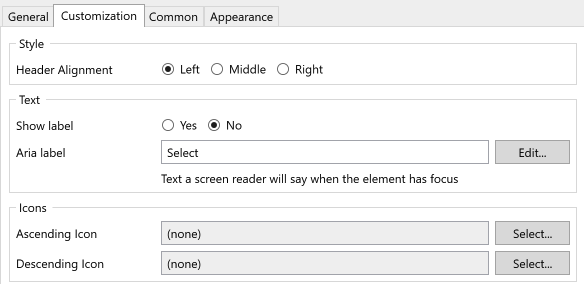 General Customization Common Appearance
Style
Header Alignment Left Middle Right
Text
Show label Yes No
Aria label Select Edit...
Text a screen reader will say when the element has focus
Icons
Ascending Icon (none) Select...
Descending Icon (none) Select...